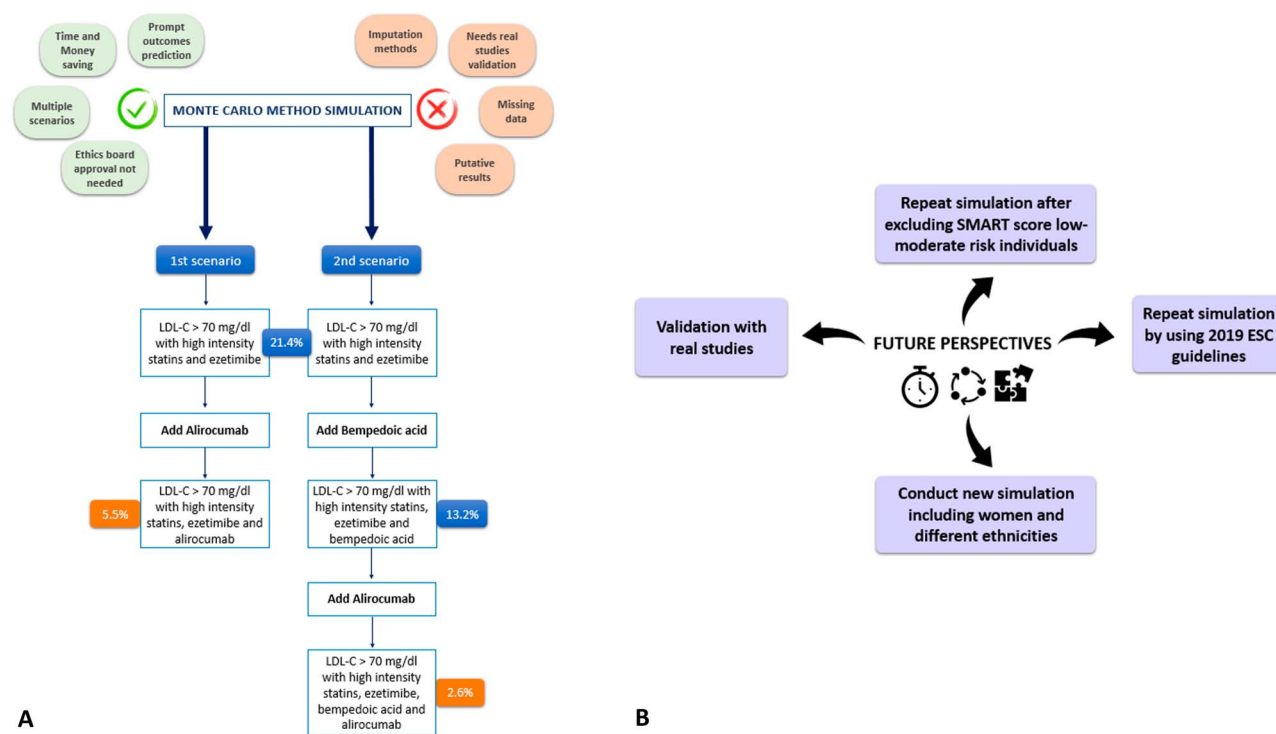 Time and
Money
saving
Prompt
outcomes
prediction
Multiple
scenarios
Ethics board
approval not
needed
MONTE CARLO METHOD SIMULATION
Imputation
methods
Needs real
studies
validation
Missing
data
Putative
results
1st scenario
2nd scenario
LDL-C > 70 mg/dl
with high intensity
statins and ezetimibe
21.4%
LDL-C > 70 mg/dl
with high intensity
statins and ezetimibe
Add Alirocumab
Add Bempedoic acid
5.5%
LDL-C > 70 mg/dl
with high intensity
statins, ezetimibe and
alirocumab
LDL-C > 70 mg/dl with
high intensity statins,
ezetimibe and
bempedoic acid
13.2%
Add Alirocumab
LDL-C > 70 mg/dl
with high intensity
statins, ezetimibe,
bempedoic acid and
alirocumab
2.6%
A
Repeat simulation after
excluding SMART score low-
moderate risk individuals
Validation with
real studies
FUTURE PERSPECTIVES
Repeat simulation
by using 2019 ESC
guidelines
Conduct new simulation
including women and
different ethnicities
B